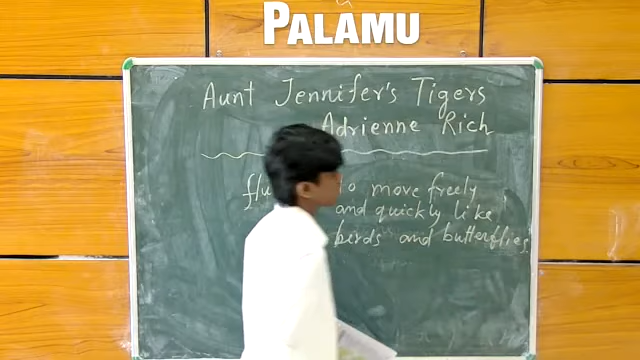 PALAMU
Aunt Jennifer's Tigers
Adrienne Rich
to move freely
and quickly like
birds and butterflies